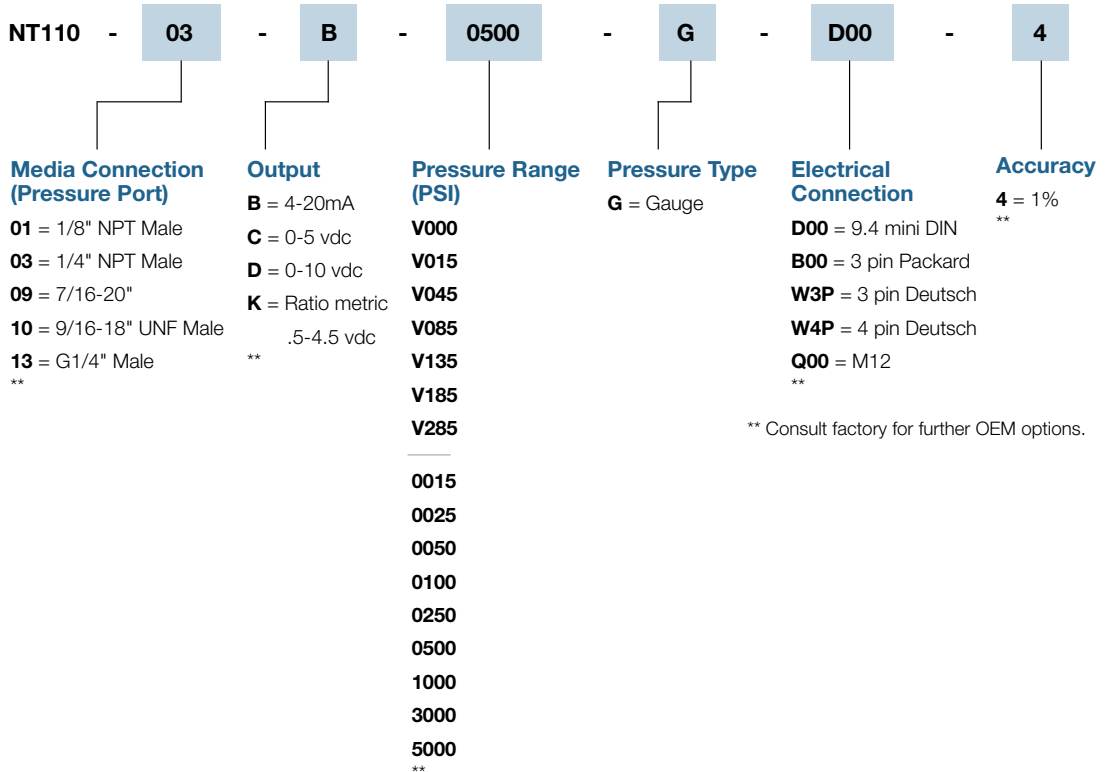 NT110 - 03 - B - 0500 - G - D00 - 4
Media Connection
(Pressure Port)
01 = 1/8" NPT Male
03 = 1/4" NPT Male
09 = 7/16-20"
10 = 9/16-18" UNF Male
13 = G1/4" Male
**
Output
B = 4-20mA
C = 0-5 vdc
D = 0-10 vdc
K = Ratio metric
.5-4.5 vdc
**
Pressure Range
(PSI)
V000
V015
V045
V085
V135
V185
V285
0015
0025
0050
0100
0250
0500
1000
3000
5000
**
Pressure Type
G = Gauge
Electrical
Connection
D00 = 9.4 mini DIN
B00 = 3 pin Packard
W3P = 3 pin Deutsch
W4P = 4 pin Deutsch
Q00 = M12
**
Accuracy
4 = 1%
**
** Consult factory for further OEM options.